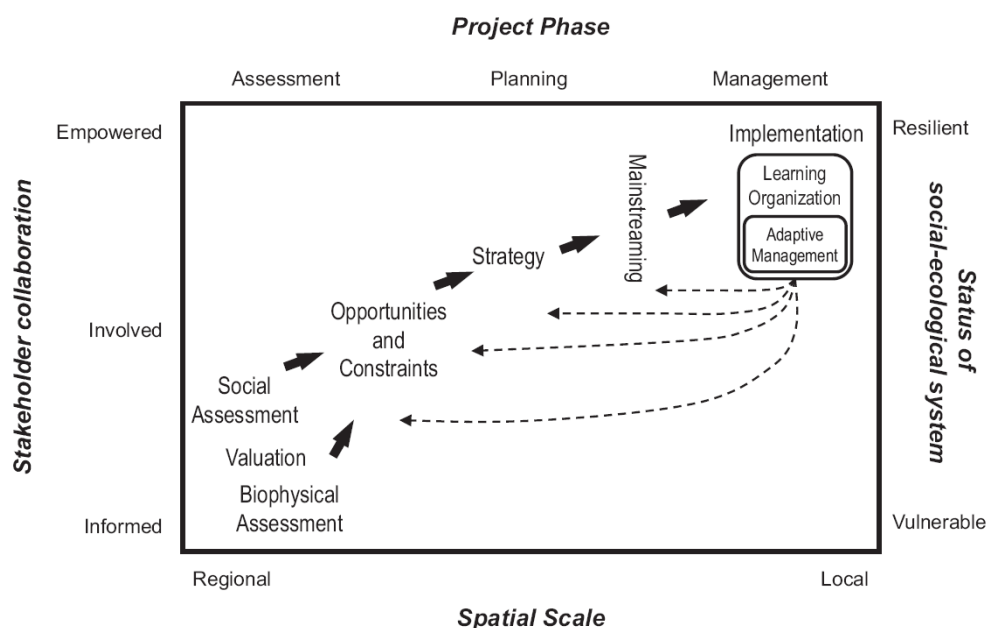 Project Phase
Assessment
Planning
Management
Empowered
Involved
Informed
Stakeholder collaboration
Implementation
Learning
Organization
Adaptive
Management
Mainstreaming
Strategy
Opportunities
and
Constraints
Social
Assessment
Valuation
Biophysical
Assessment
Resilient
Vulnerable
Status of
social-ecological system
Regional
Local
Spatial Scale